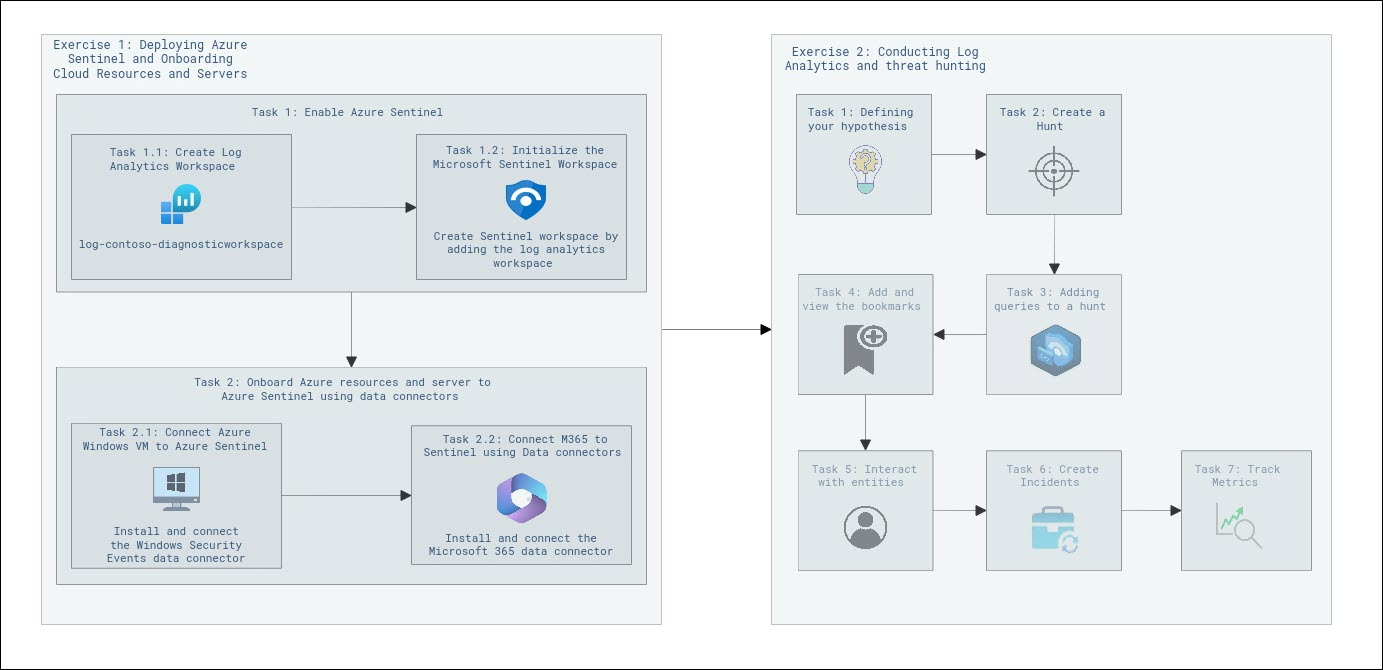 Exercise 1: Deploying Azure
Sentinel and Onboarding
Cloud Resources and Servers
Task 1: Enable Azure Sentinel
Task 1.1: Create Log
Analytics Workspace
log-contoso-diagnosticworkspace
Task 1.2: Initialize the
Microsoft Sentinel Workspace
Create Sentinel workspace by
adding the log analytics
workspace
Task 2: Onboard Azure resources and server to
Azure Sentinel using data connectors
Task 2.1: Connect Azure
Windows VM to Azure Sentinel
Install and connect
the Windows Security
Events data connector
Task 2.2: Connect M365 to
Sentinel using Data connectors
Install and connect the
Microsoft 365 data connector
Exercise 2: Conducting Log
Analytics and threat hunting
Task 1: Defining
your hypothesis
?
Task 2: Create a
Hunt
Task 3: Adding
queries to a hunt
Task 4: Add and
view the bookmarks
Task 5: Interact
with entities
Task 6: Create
Incidents
Task 7: Track
Metrics